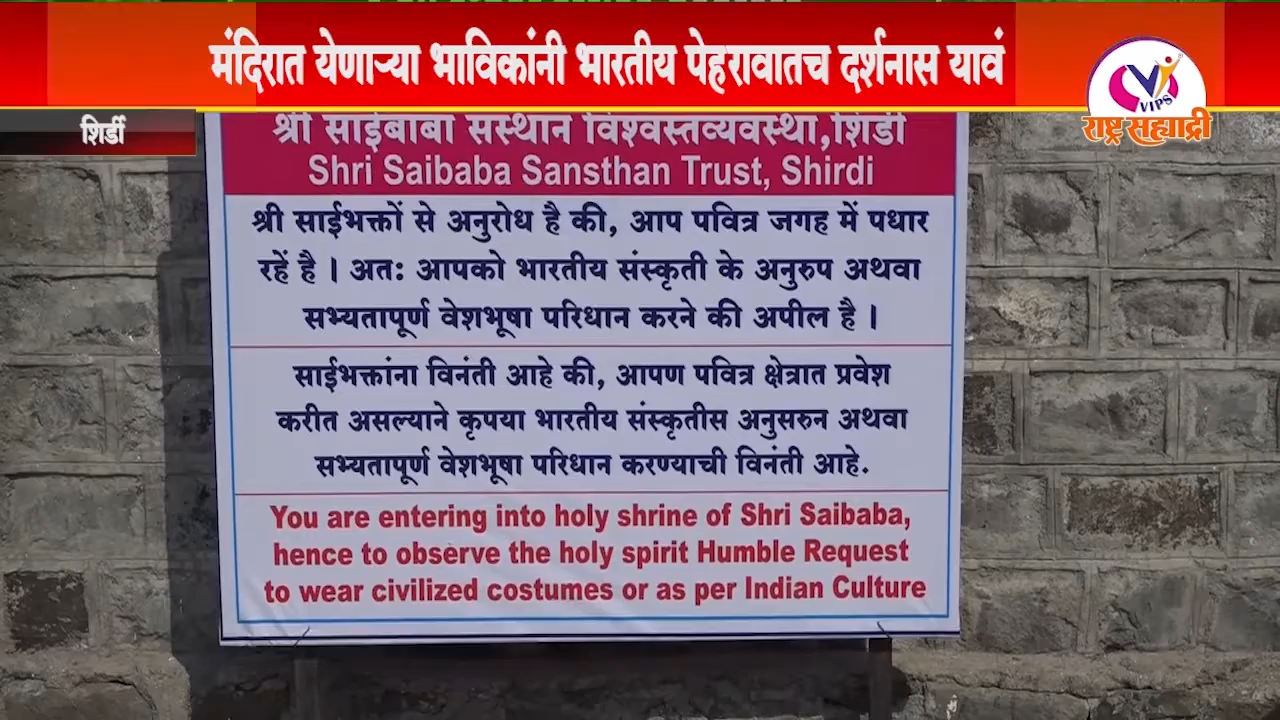 मंदिरात येणाऱ्या भाविकांनी भारतीय पेहरावातच दर्शनास यावं
VIPS
राष्ट्र सह्याद्री
शिर्डी
श्री साईबाबा संस्थान विश्वस्तव्यवस्था,शिर्डी
Shri Saibaba Sansthan Trust, Shirdi
श्री साईभक्तों से अनुरोध है की, आप पवित्र जगह में पधार
रहें है । अतः आपको भारतीय संस्कृती के अनुरुप अथवा
सभ्यतापूर्ण वेशभूषा परिधान करने की अपील है ।
साईभक्तांना विनंती आहे की, आपण पवित्र क्षेत्रात प्रवेश
करीत असल्याने कृपया भारतीय संस्कृतीस अनुसरुन अथवा
सभ्यतापूर्ण वेशभूषा परिधान करण्याची विनंती आहे.
You are entering into holy shrine of Shri Saibaba,
hence to observe the holy spirit Humble Request
to wear civilized costumes or as per Indian Culture